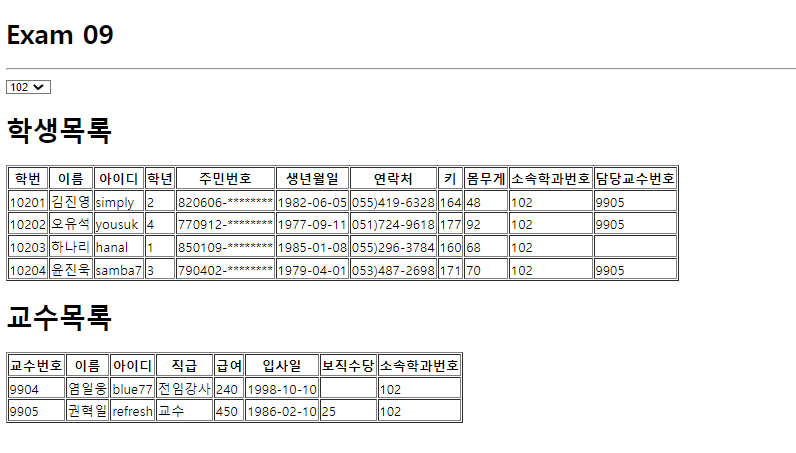 Exam 09
102
학생목록
학번 이름 아이디 학년 주민번호 생년월일 연락처 키 몸무게 소속학과번호 담당교수번호
10201 김진영 simply 2 820606-******** 1982-06-05 055)419-6328 164 48 102 9905
10202 오유석 yousuk 4 770912-******** 1977-09-11 051)724-9618 177 92 102 9905
10203 하나리 hanal 1 850109-******** 1985-01-08 055)296-3784 160 68 102
10204 윤진욱 samba7 3 790402-******** 1979-04-01 053)487-2698 171 70 102 9905
교수목록
교수번호 이름 아이디 직급 급여 입사일 보직수당 소속학과번호
9904 염일웅 blue77 전임강사 240 1998-10-10 102
9905 권혁일 refresh 교수 450 1986-02-10 25 102